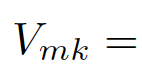 V_{mk} =